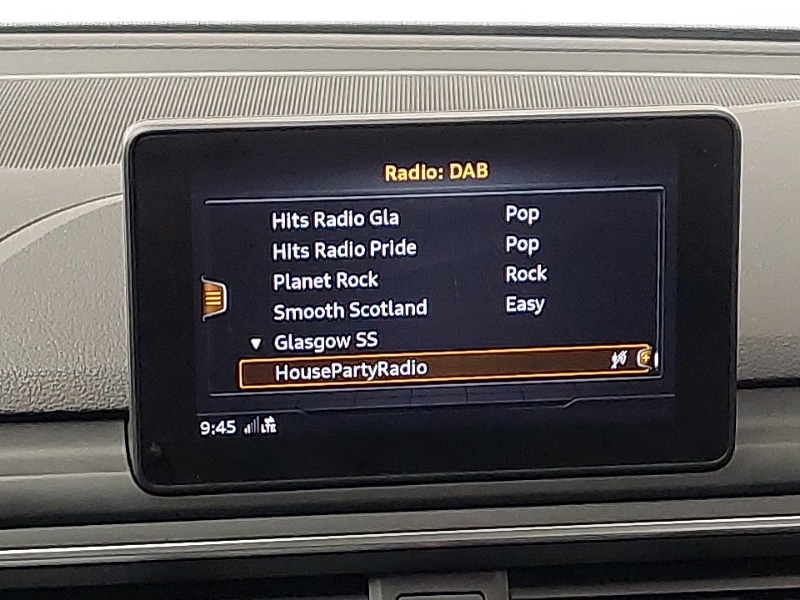 Radio: DAB
Hits Radio Gla Pop
Hits Radio Pride Pop
Planet Rock Rock
Smooth Scotland Easy
Glasgow SS
HousePartyRadio
9:45 LTE